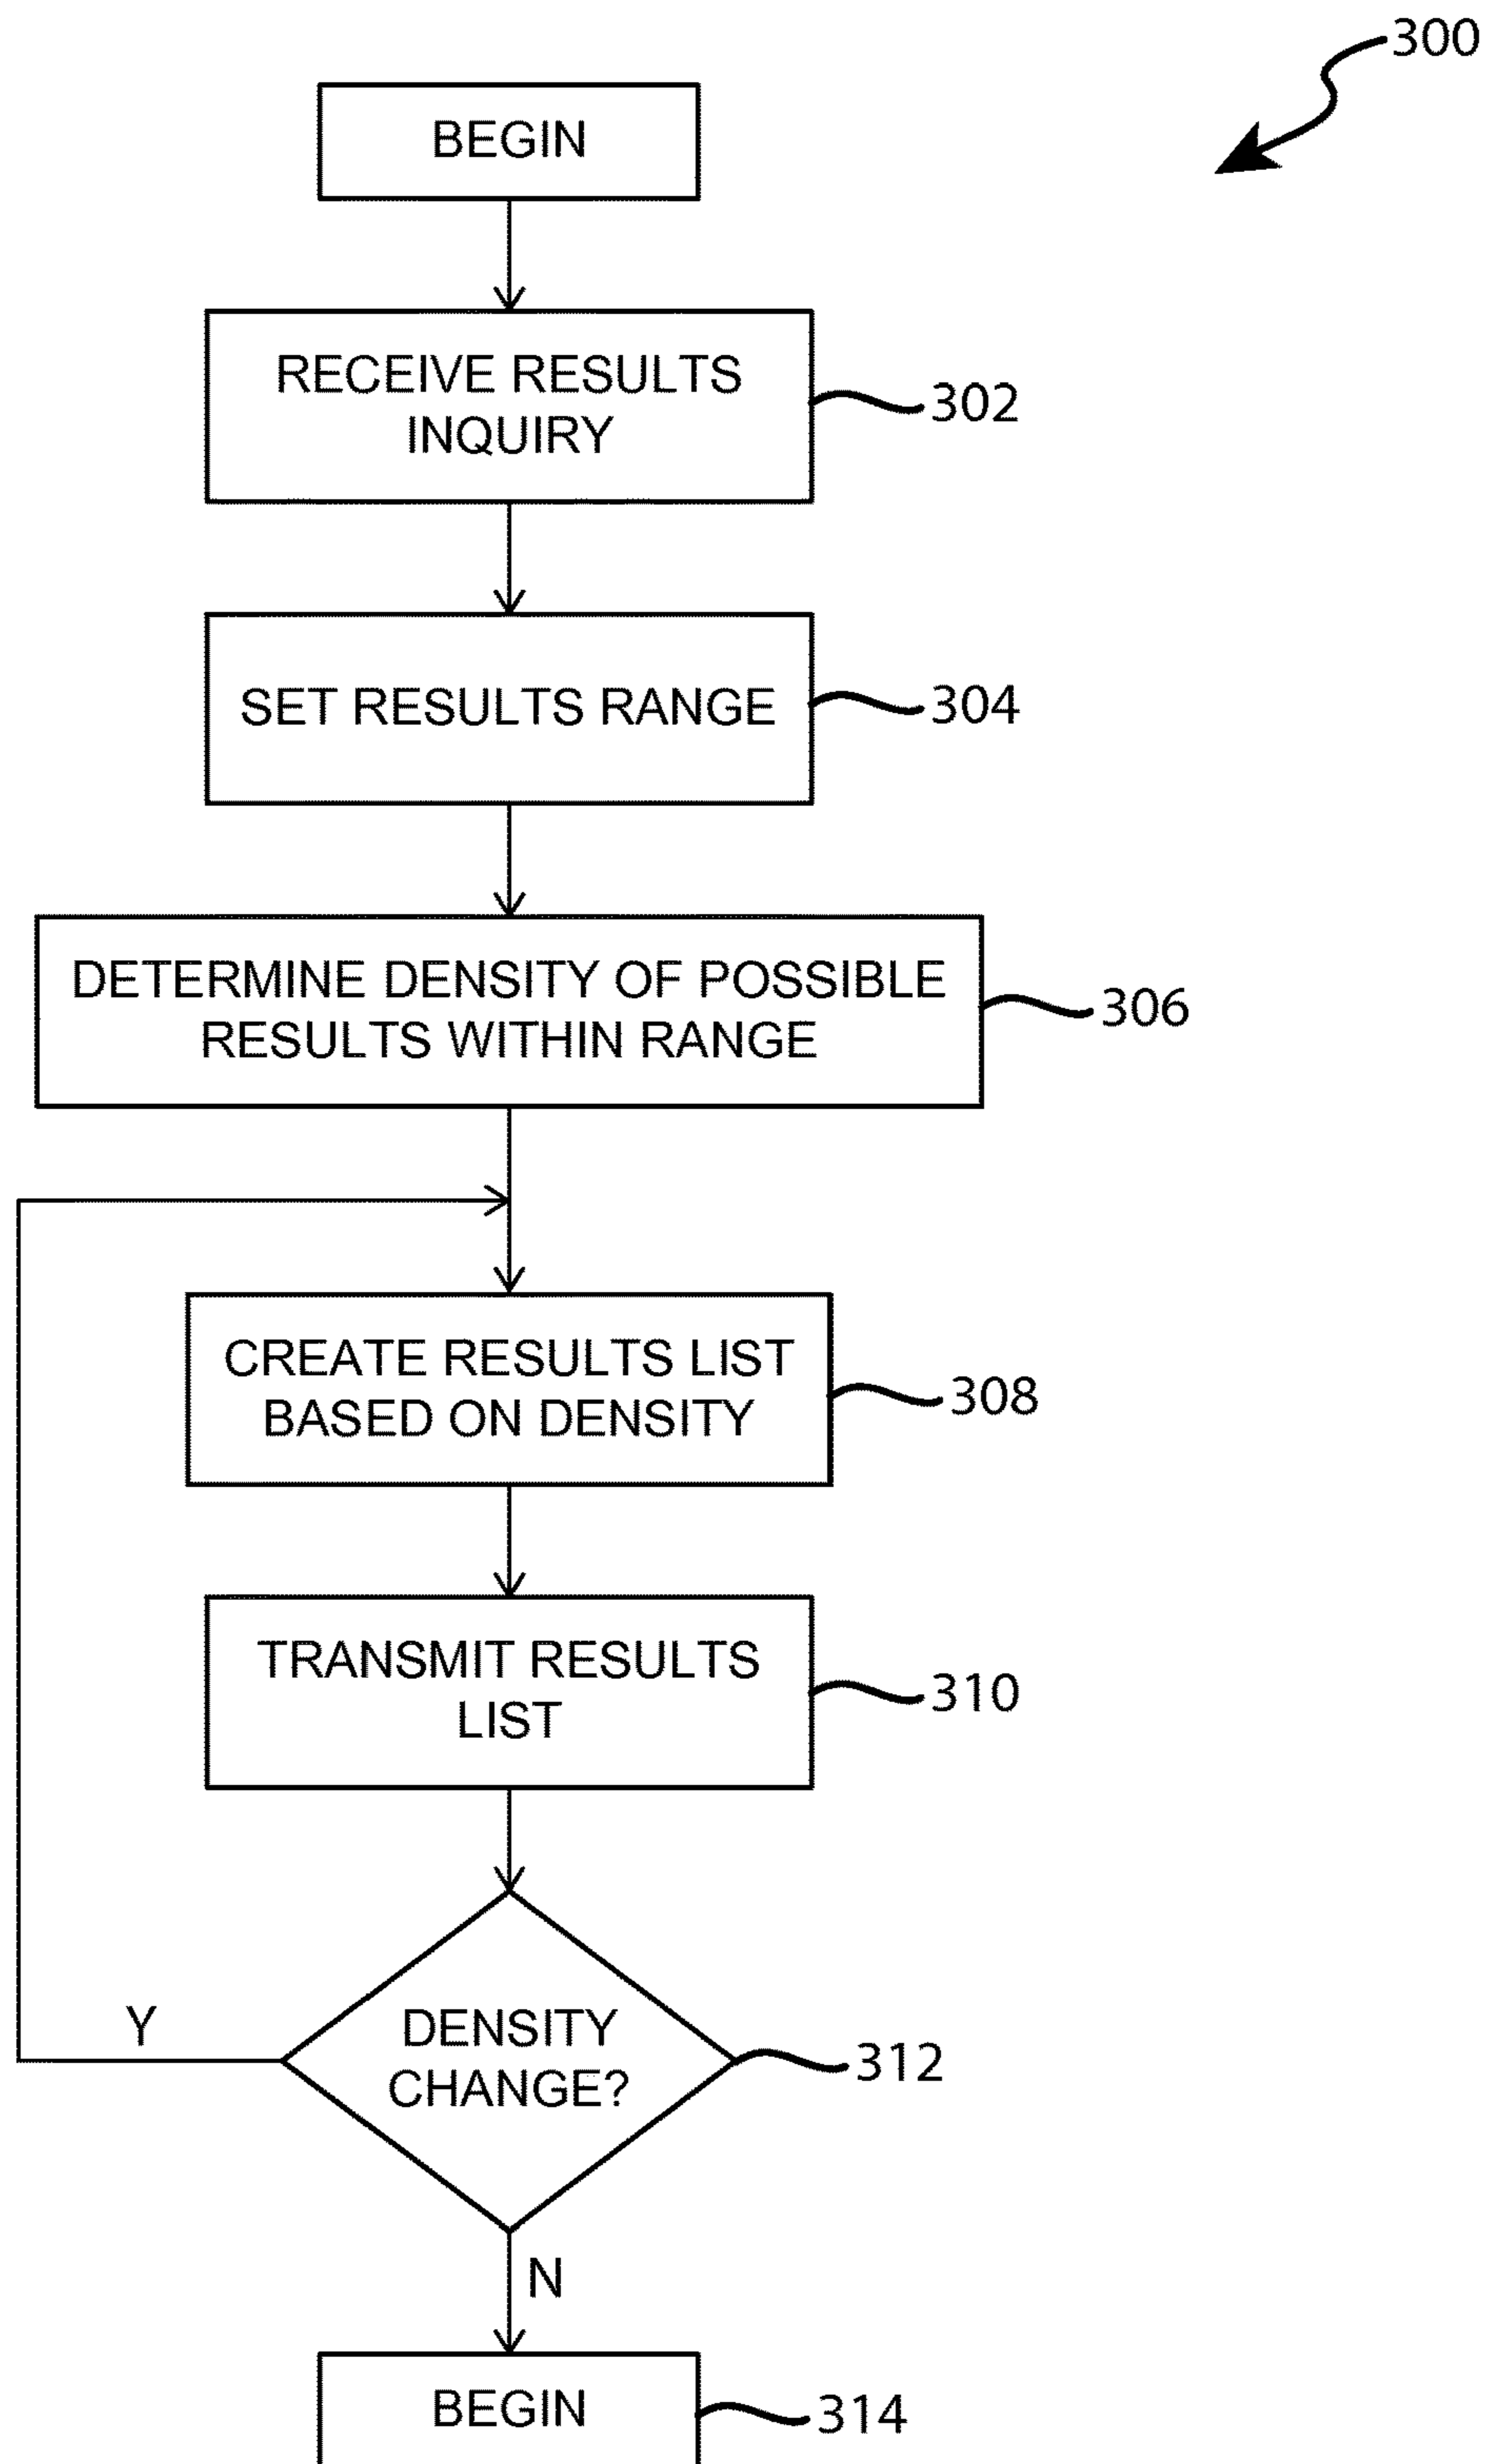 300
BEGIN
RECEIVE RESULTS
INQUIRY
302
SET RESULTS RANGE
304
DETERMINE DENSITY OF POSSIBLE
RESULTS WITHIN RANGE
306
CREATE RESULTS LIST
BASED ON DENSITY
308
TRANSMIT RESULTS
LIST
310
DENSITY
CHANGE?
312
Y
N
BEGIN
314